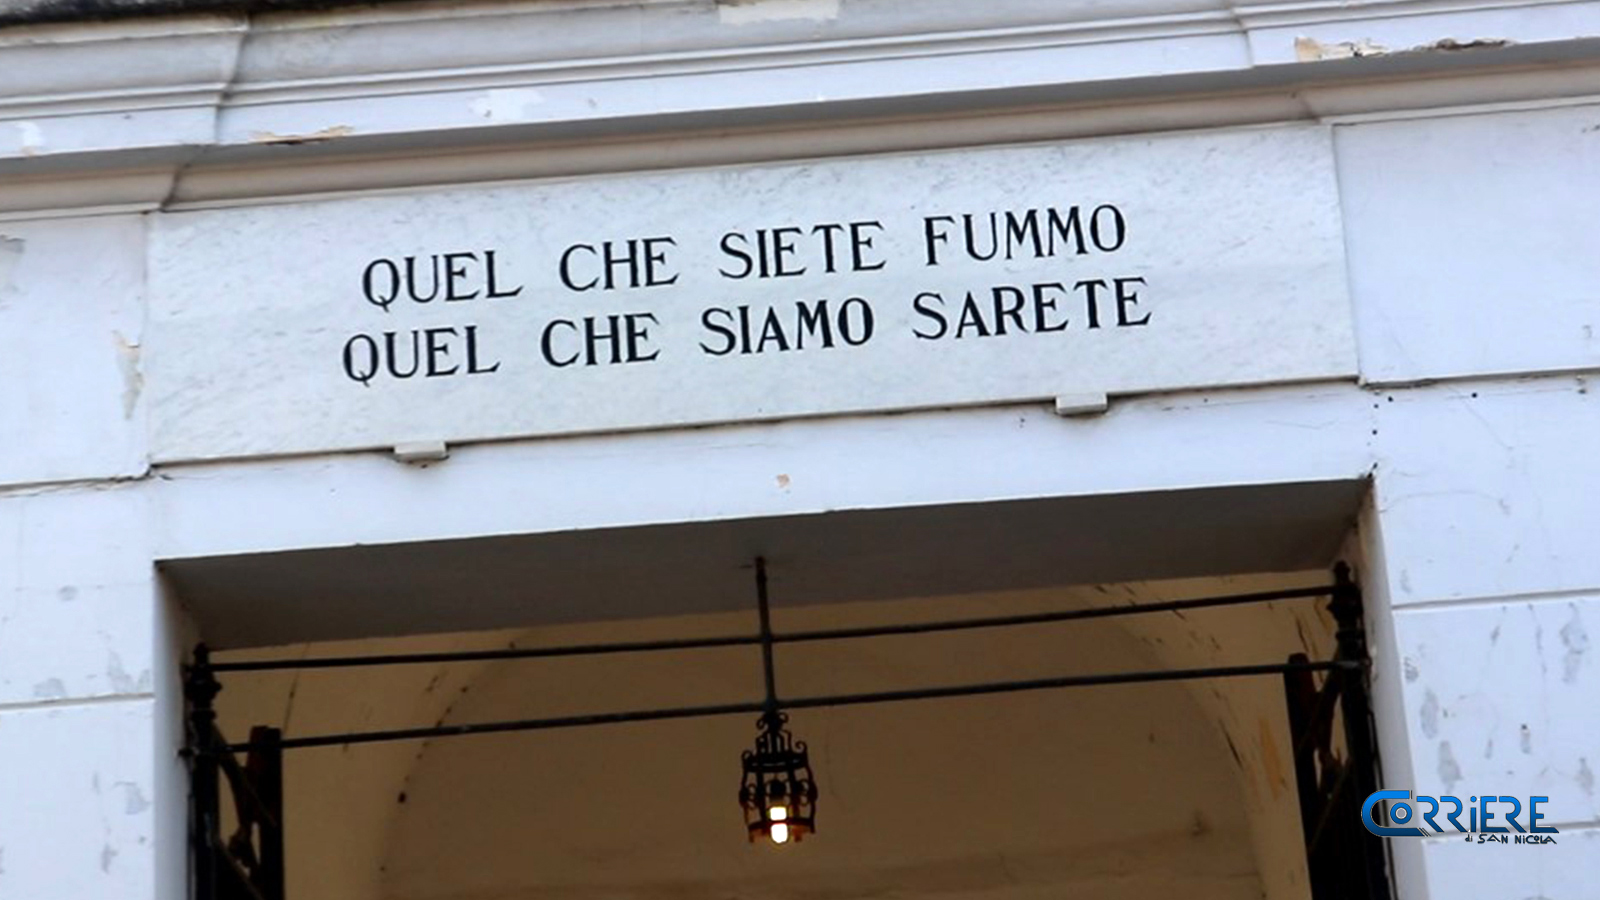 QUEL CHE SIETE FUMMO
QUEL CHE SIAMO SARETE
CORRiERE
di SAN NiCOLA